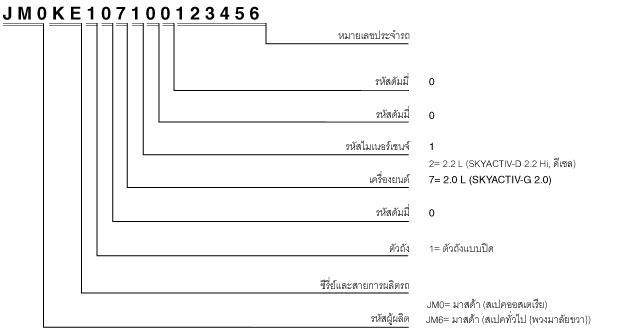 JM0KE107100123456
หมายเลขประจำรถ
รหัสดัมมี่ 0
รหัสดัมมี่ 0
รหัสไมเนอร์เชนจ์ 1
2= 2.2 L (SKYACTIV-D 2.2 Hi, ดีเซล)
เครื่องยนต์ 7= 2.0 L (SKYACTIV-G 2.0)
รหัสดัมมี่ 0
ตัวถัง 1= ตัวถังแบบปิด
ซีรี่ย์และสายการผลิตรถ
JM0= มาสด้า (สเปคออสเตเรีย)
รหัสผู้ผลิต JM6= มาสด้า (สเปคทั่วไป {พวงมาลัยขวา})